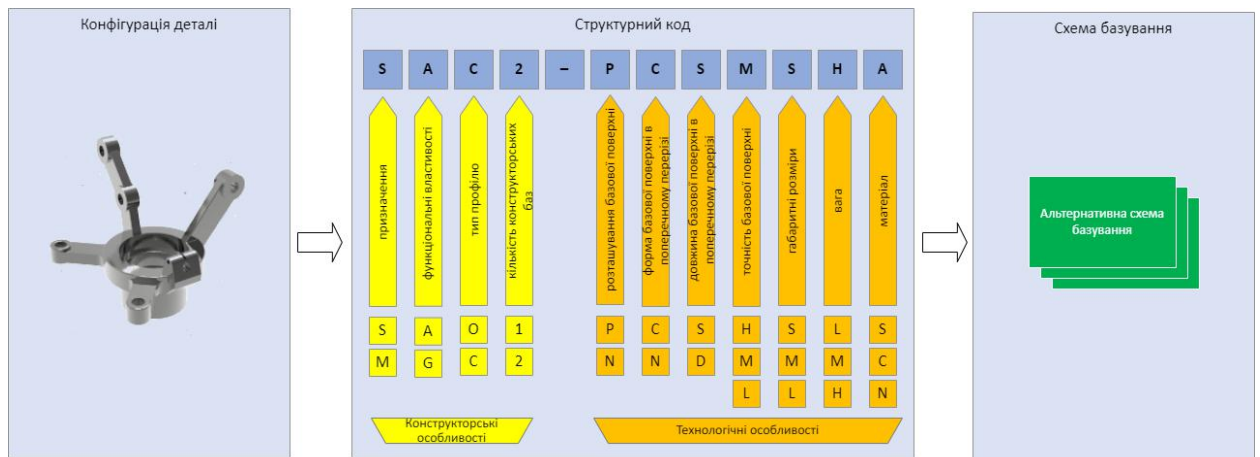 Конфігурація деталі
Структурний код
Схема базування
S A C 2 – P C S M S H A
призначення
функціональні властивості
тип профілю
кількість конструкторських
баз
розташування базової поверхні
форма базової поверхні в
поперечному перерізі
довжина базової поверхні в
поперечному перерізі
точність базової поверхні
габаритні розміри
вага
матеріал
S A O 1 P C S H S L S
M G C 2 N N D M M M C
L L H N
Конструкторські
особливості
Технологічні особливості
Альтернативна схема
базування